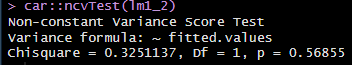 > car::ncvTest(lm1_2)
Non-constant Variance Score Test
Variance formula: ~ fitted.values
Chisquare = 0.3251137, Df = 1, p = 0.56855